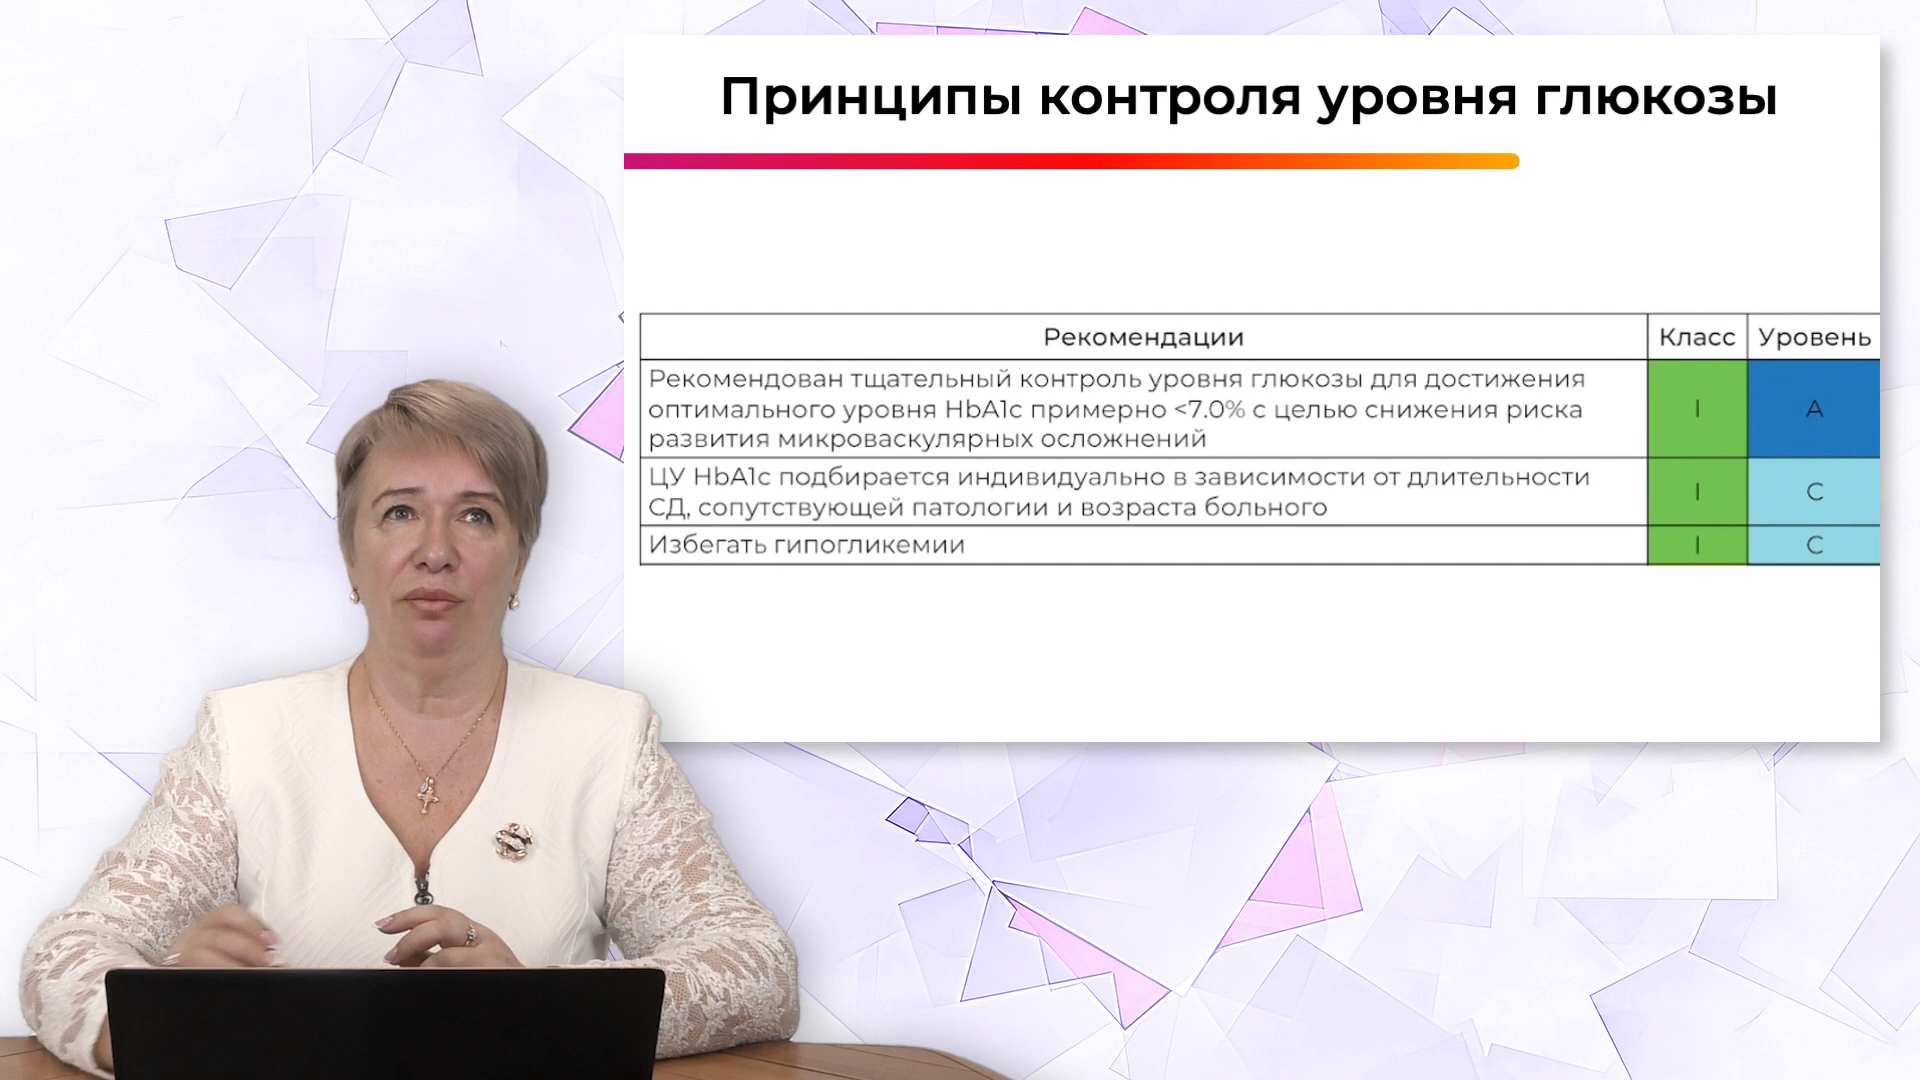 Принципы контроля уровня глюкозы
Рекомендации
Класс
Уровень
Рекомендован тщательный контроль уровня глюкозы для достижения
оптимального уровня HbA1c примерно <7.0% с целью снижения риска
развития микроваскулярных осложнений
I
A
ЦУ HbA1c подбирается индивидуально в зависимости от длительности
СД, сопутствующей патологии и возраста больного
I
C
Избегать гипогликемии
I
C